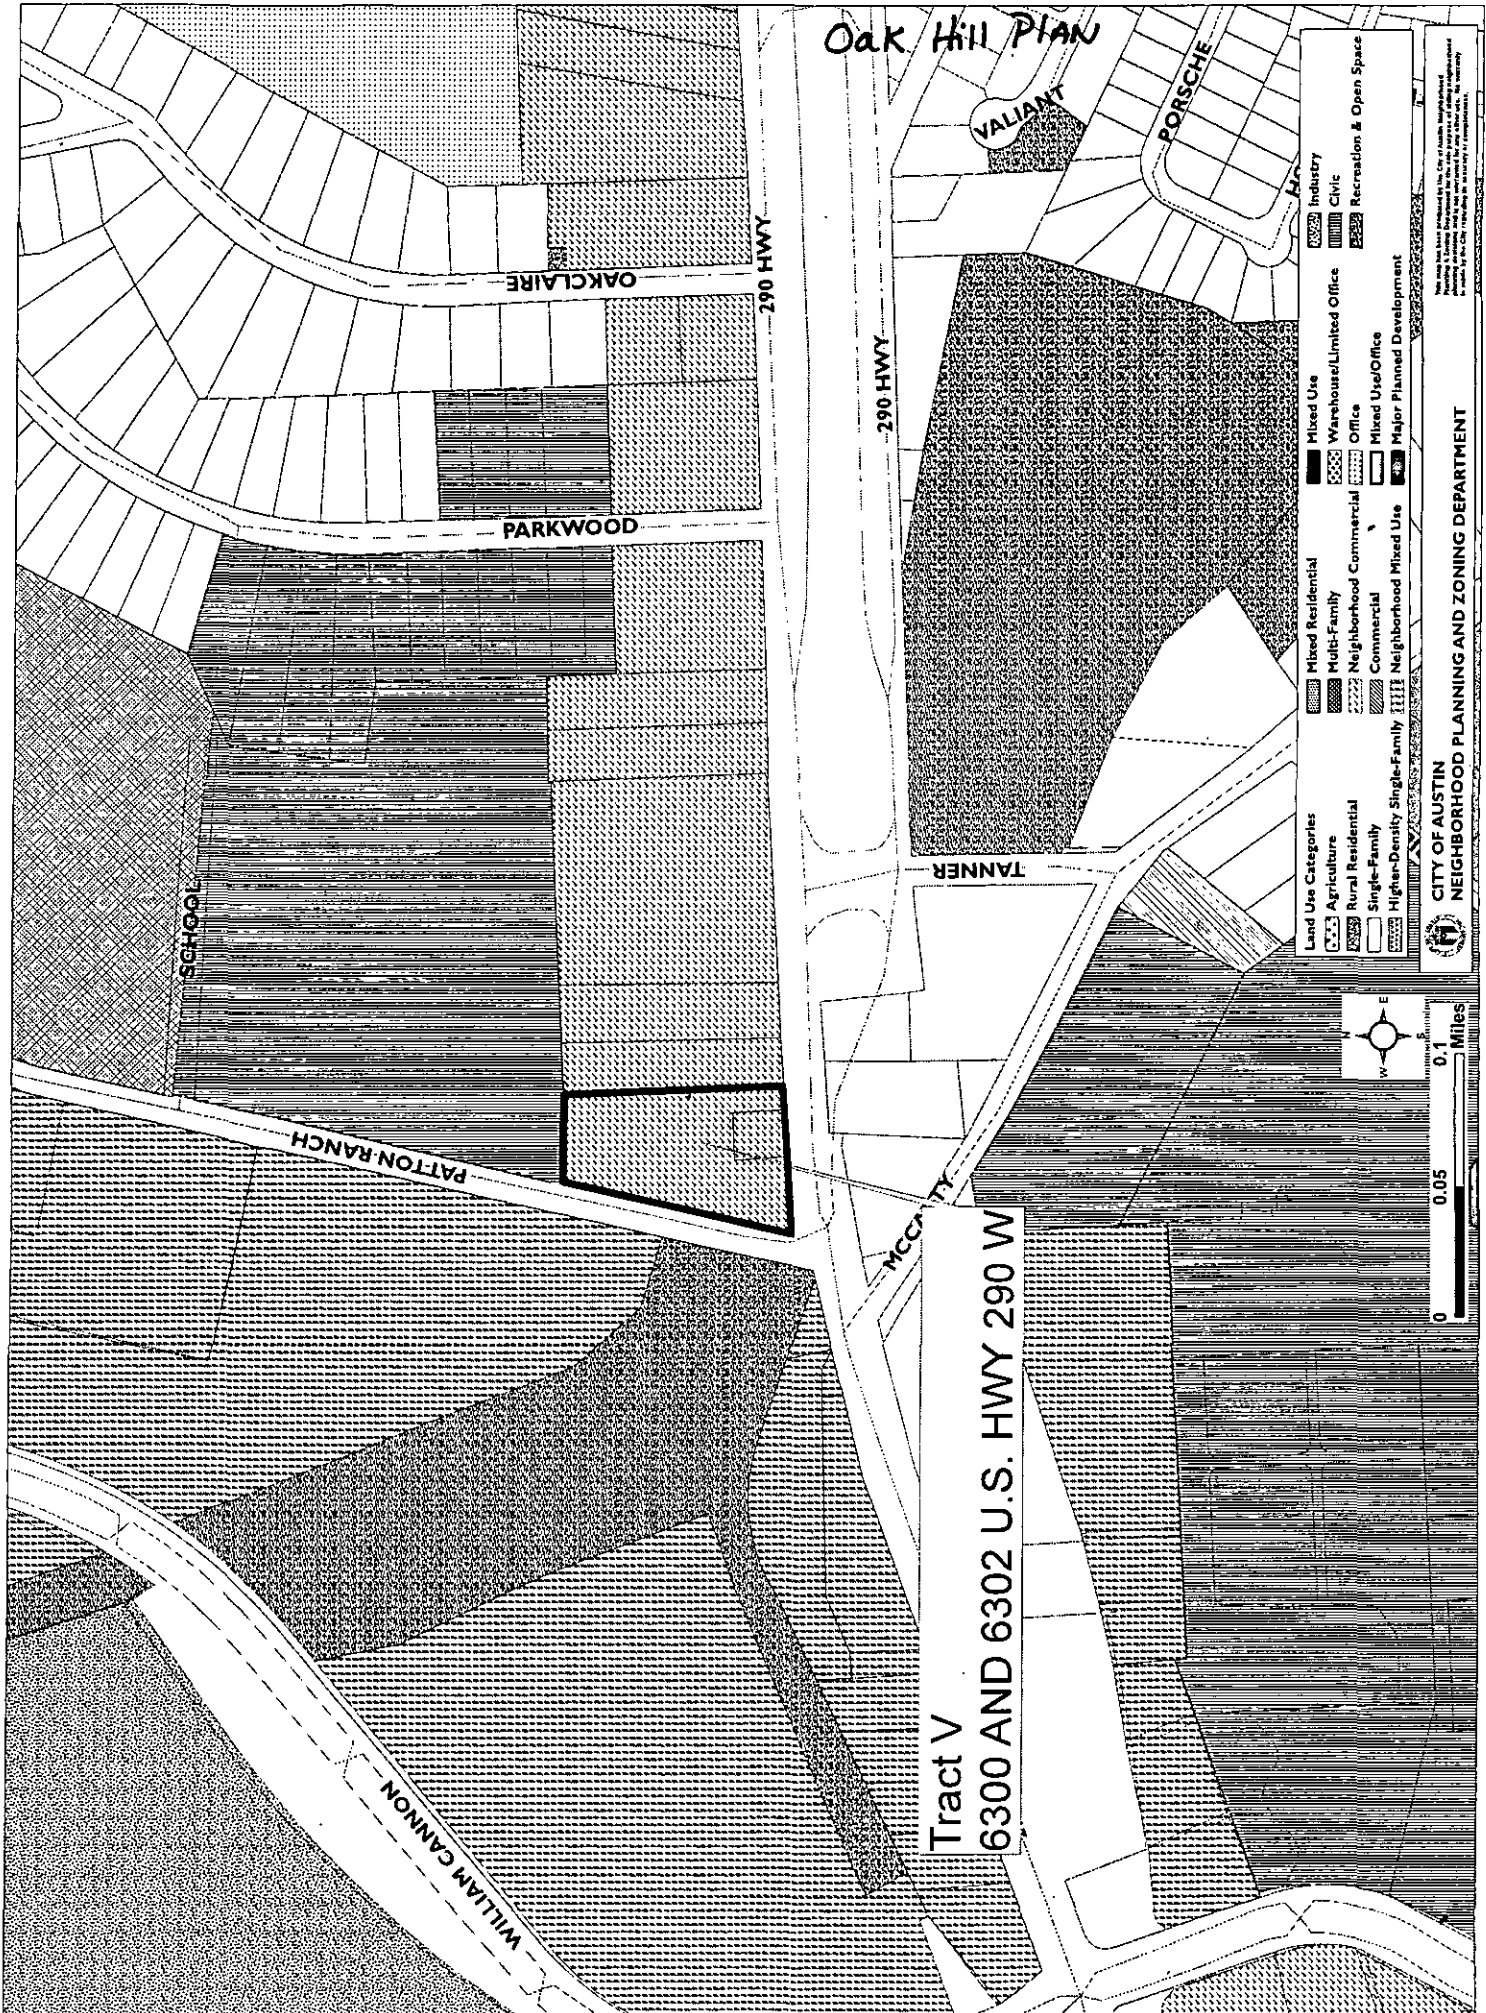 Oak Hill PLAN
PORSCHE
VALIANT
290 HWY
290 HWY
OAKCLAIRE
PARKWOOD
SCHOOL
TANNER
PATTON RANCH
WILLIAM CANNON
Tract V
6300 AND 6302 U.S. HWY 290 W
Land Use Categories
Agriculture
Rural Residential
Single-Family
Higher-Density Single-Family
Mixed Residential
Multi-Family
Neighborhood Commercial
Commercial
Neighborhood Mixed Use
Mixed Use
Warehouse/Limited Office
Office
Mixed Use/Office
Major Planned Development
Industry
Civic
Recreation & Open Space
CITY OF AUSTIN
NEIGHBORHOOD PLANNING AND ZONING DEPARTMENT
N
W E
S
0 0.05 0.1
Miles